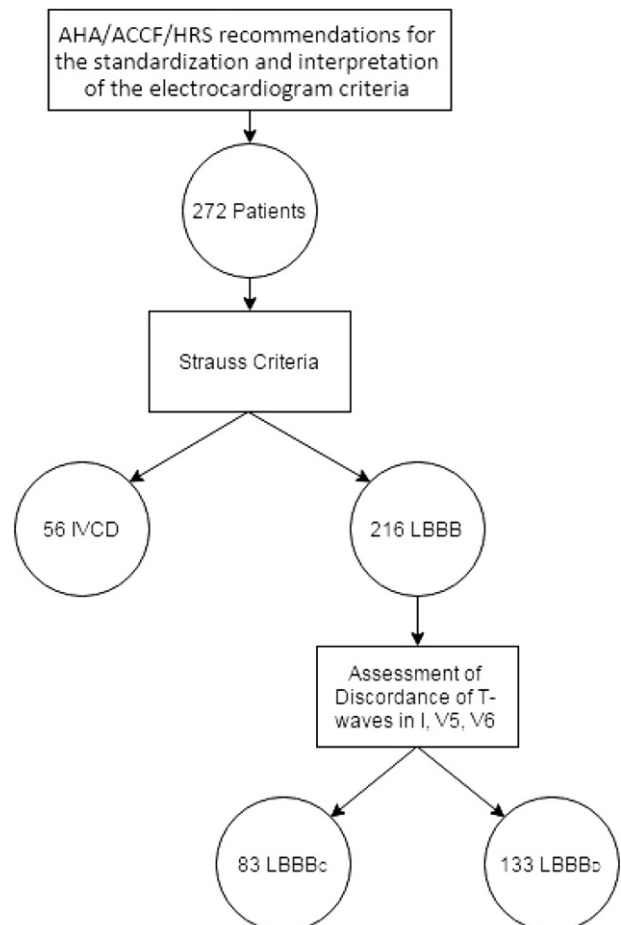 AHA/ACCF/HRS recommendations for
the standardization and interpretation
of the electrocardiogram criteria
272 Patients
Strauss Criteria
56 IVCD
216 LBBB
Assessment of
Discordance of T-
waves in I, V5, V6
83 LBBBC
133 LBBBD